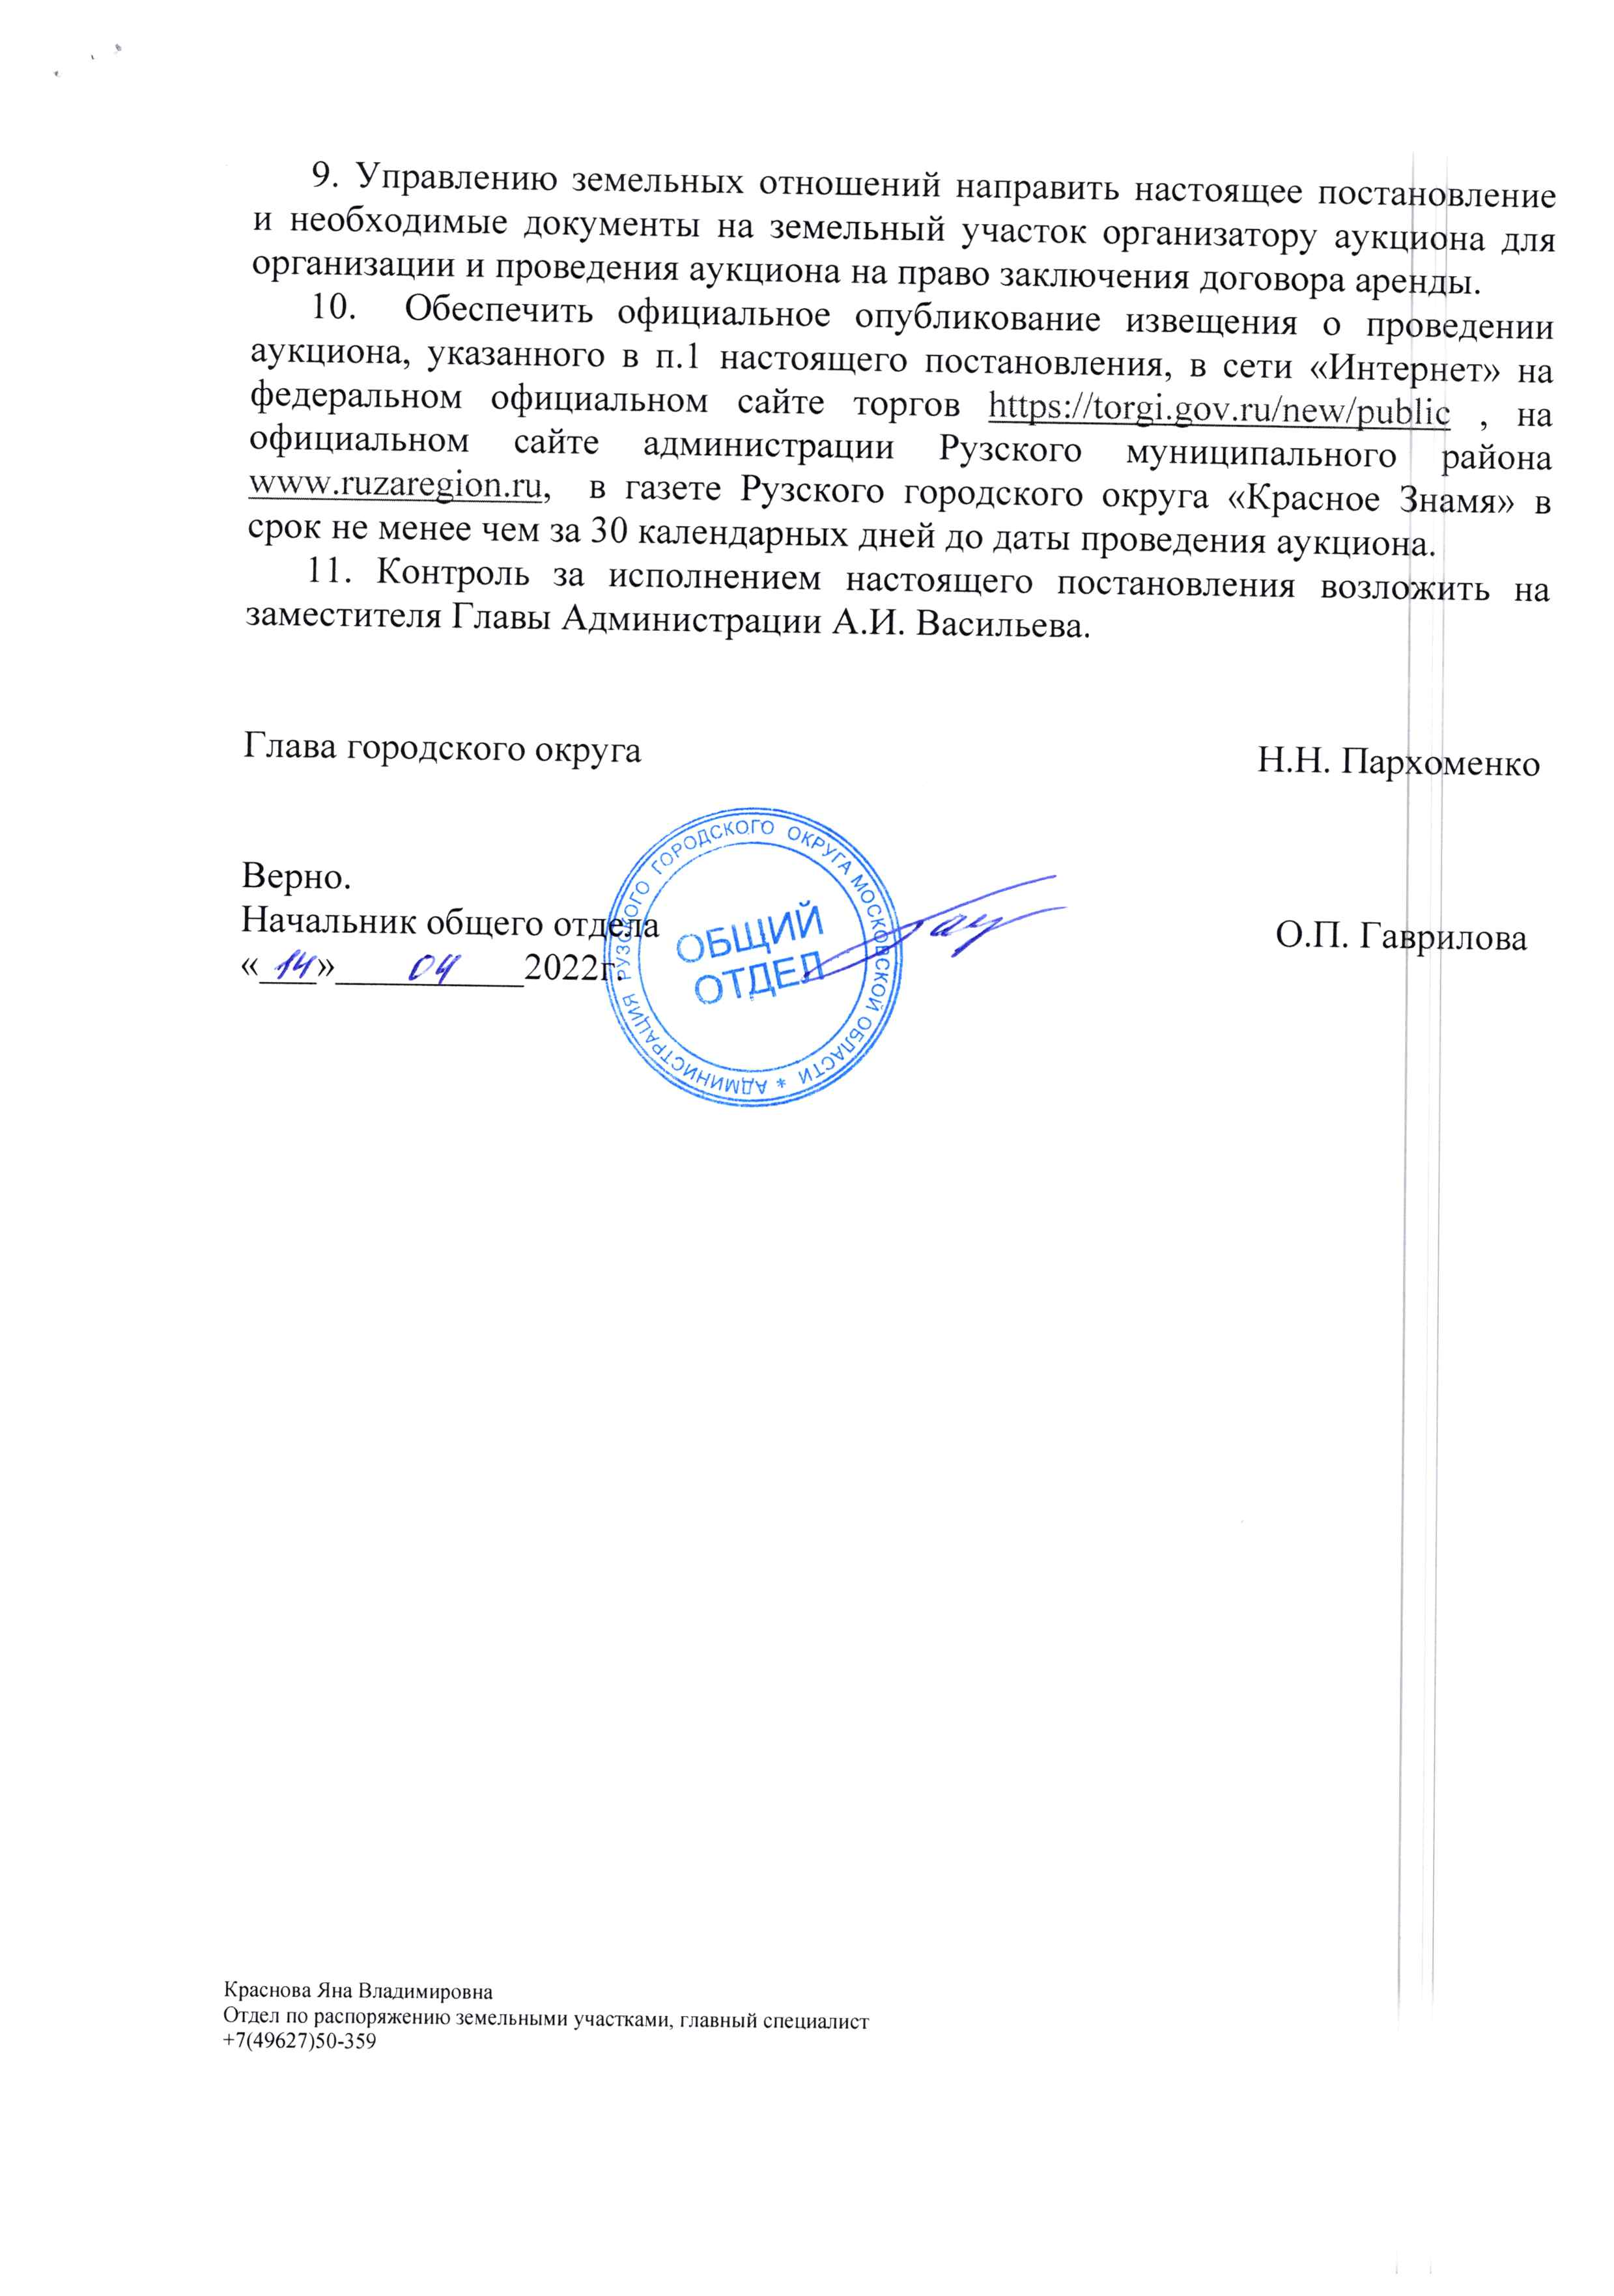 9. Управлению земельных отношений направить настоящее постановление
и необходимые документы на земельный участок организатору аукциона для
организации и проведения аукциона на право заключения договора аренды.
10. Обеспечить официальное опубликование извещения о проведении
аукциона, указанного в п.1 настоящего постановления, в сети «Интернет» на
федеральном официальном сайте торгов https://torgi.gov.ru/new/public , на
официальном сайте администрации Рузского муниципального района
www.ruzaregion.ru, в газете Рузского городского округа «Красное Знамя» в
срок не менее чем за 30 календарных дней до даты проведения аукциона.
11. Контроль за исполнением настоящего постановления возложить на
заместителя Главы Администрации А.И. Васильева.
Глава городского округа Н.Н. Пархоменко
Верно.
Начальник общего отдела О.П. Гаврилова
«14» 04 2022г.
АДМИНИСТРАЦИЯ РУЗСКОГО ГОРОДСКОГО ОКРУГА МОСКОВСКОЙ ОБЛАСТИ *
ОБЩИЙ
ОТДЕЛ
Краснова Яна Владимировна
Отдел по распоряжению земельными участками, главный специалист
+7(49627)50-359